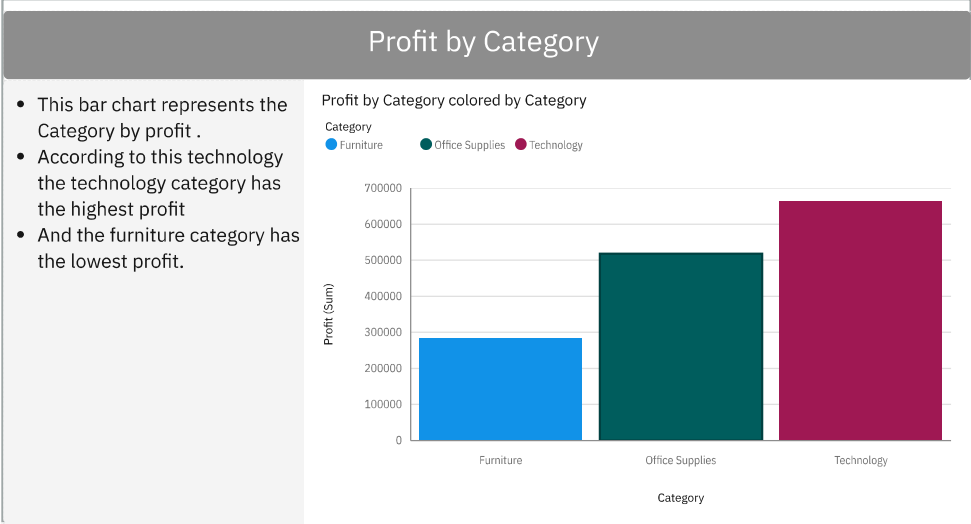 Profit by Category
• This bar chart represents the
Category by profit .
• According to this technology
the technology category has
the highest profit
• And the furniture category has
the lowest profit.
Profit by Category colored by Category
Category
Furniture Office Supplies Technology
700000
600000
500000
400000
300000
200000
100000
0
Profit (Sum)
Furniture Office Supplies Technology
Category